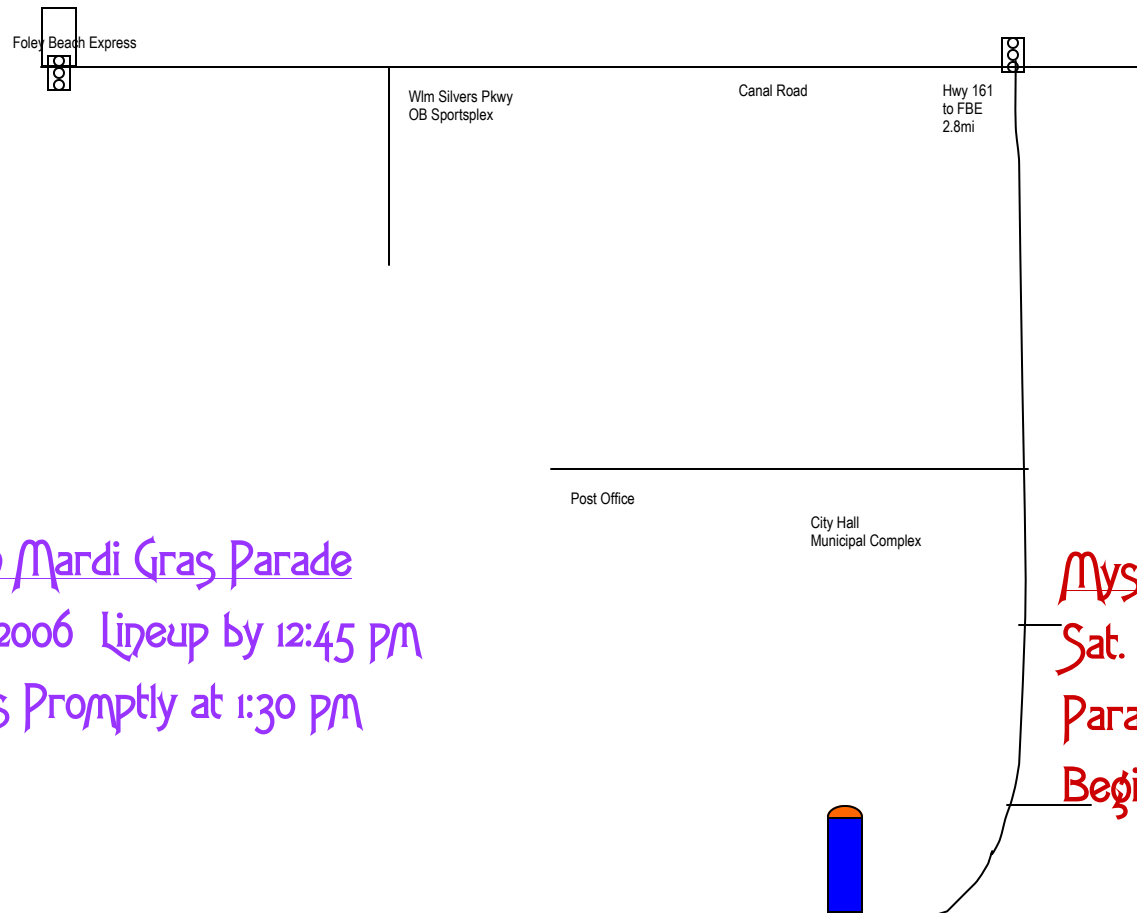 Foley Beach Express
Wlm Silvers Pkwy
OB Sportsplex
Canal Road
Hwy 161
to FBE
2.8mi
Post Office
City Hall
Municipal Complex
Mardi Gras Parade
2006 Lineup by 12:45 pm
Promptly at 1:30 pm
Sat.